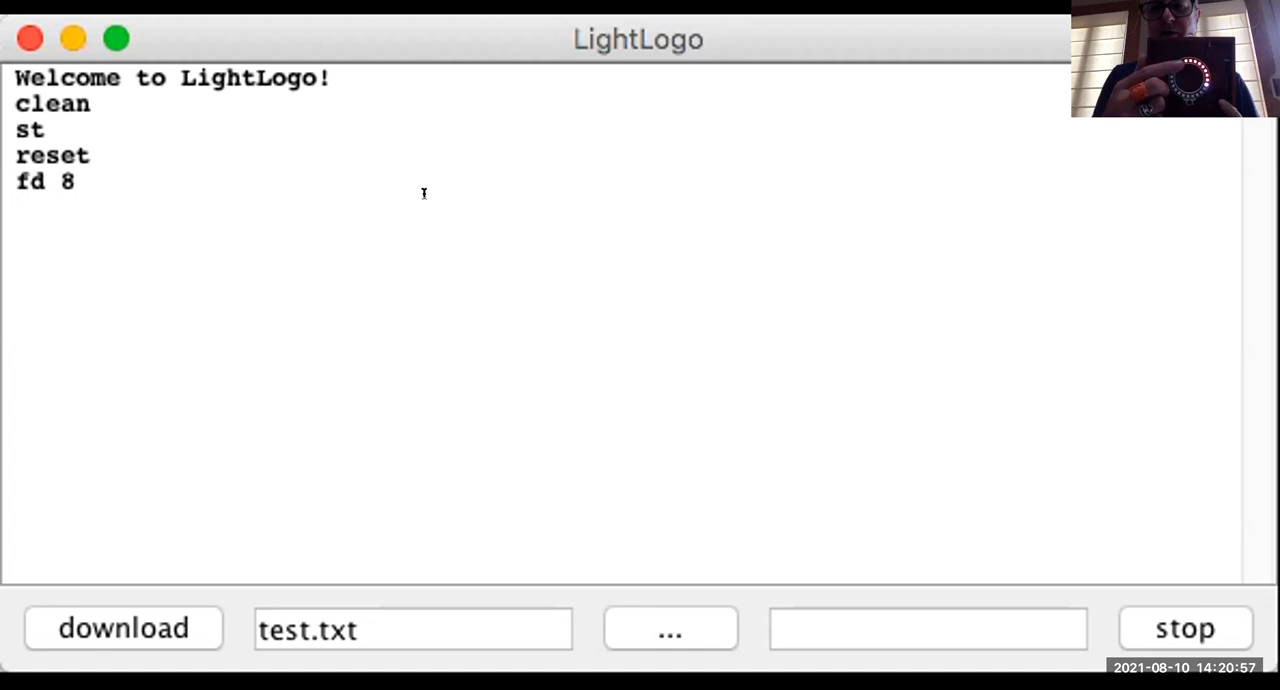 LightLogo
Welcome to LightLogo!
clean
st
reset
fd 8
download
test.txt
...
stop
2021-08-10 14:20:57